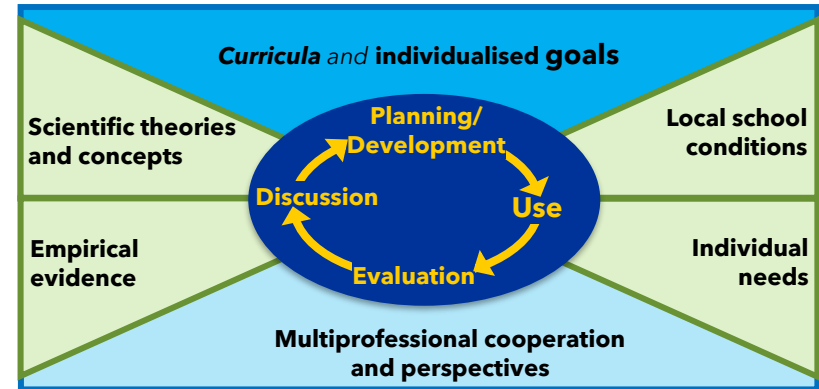 Curricula and individualised goals
Scientific theories
and concepts
Local school
conditions
Planning/
Development
Discussion
Use
Evaluation
Empirical
evidence
Individual
needs
Multiprofessional cooperation
and perspectives